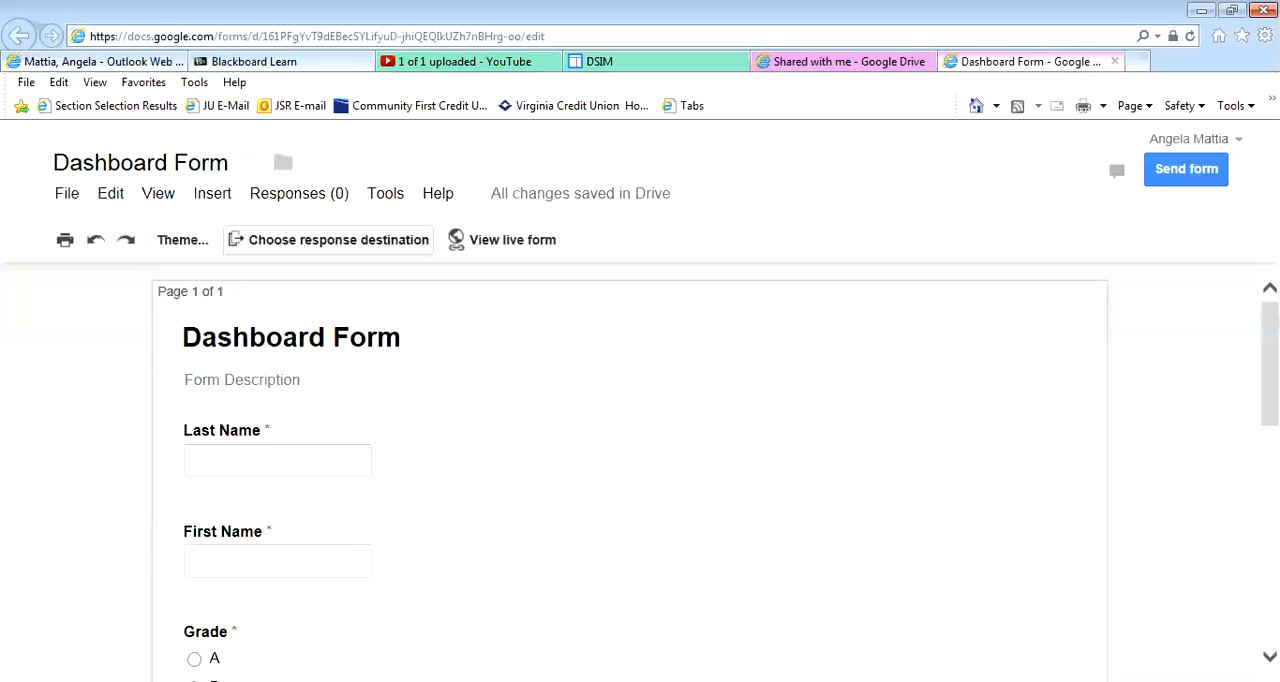 https://docs.google.com/forms/d/161PFgYvT9dEBecSYLifyuD-jhiQEQIkUZh7nBHrg-oo/edit
Mattia, Angela - Outlook Web ... Blackboard Learn 1 of 1 uploaded - YouTube DSIM Shared with me - Google Drive Dashboard Form - Google ...
File Edit View Favorites Tools Help
Section Selection Results JU E-Mail JSR E-mail Community First Credit U... Virginia Credit Union Ho... Tabs Page Safety Tools
Angela Mattia
Dashboard Form
Send form
File Edit View Insert Responses (0) Tools Help All changes saved in Drive
Theme... Choose response destination View live form
Page 1 of 1
Dashboard Form
Form Description
Last Name *
First Name *
Grade *
A